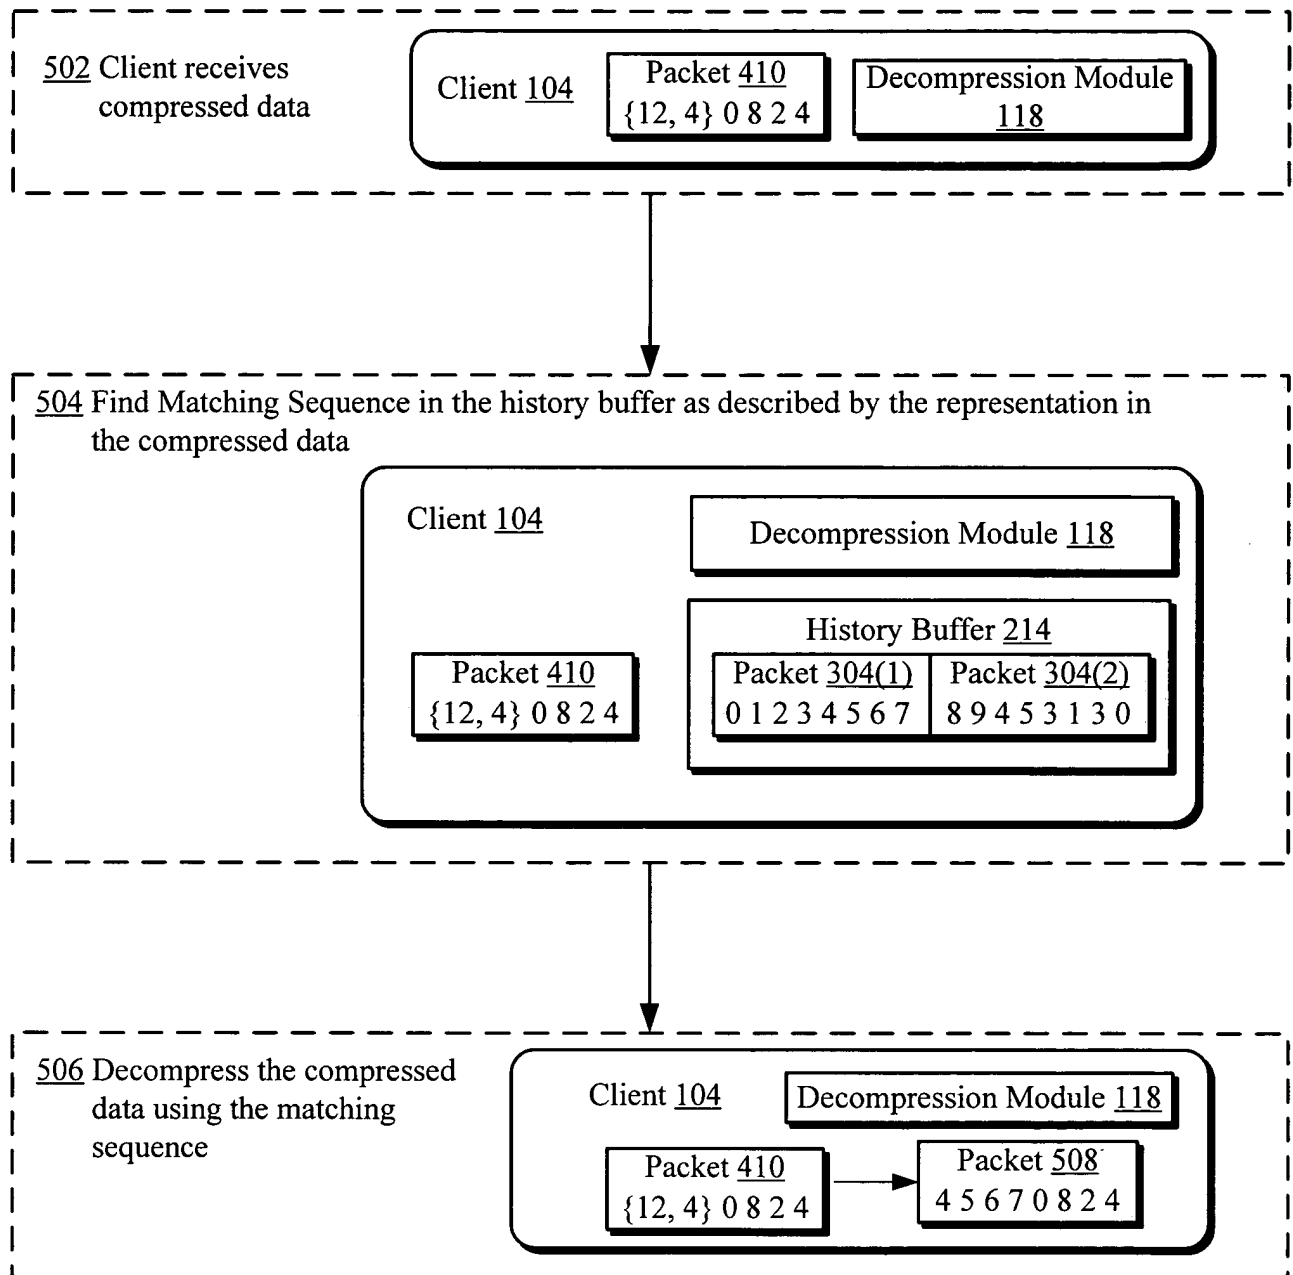 502 Client receives
compressed data
Client 104
Packet 410
{12, 4} 0 8 2 4
Decompression Module
118
504 Find Matching Sequence in the history buffer as described by the representation in
the compressed data
Client 104
Decompression Module 118
History Buffer 214
Packet 410
{12, 4} 0 8 2 4
Packet 304(1)
0 1 2 3 4 5 6 7
Packet 304(2)
8 9 4 5 3 1 3 0
506 Decompress the compressed
data using the matching
sequence
Client 104
Decompression Module 118
Packet 410
{12, 4} 0 8 2 4
Packet 508
4 5 6 7 0 8 2 4